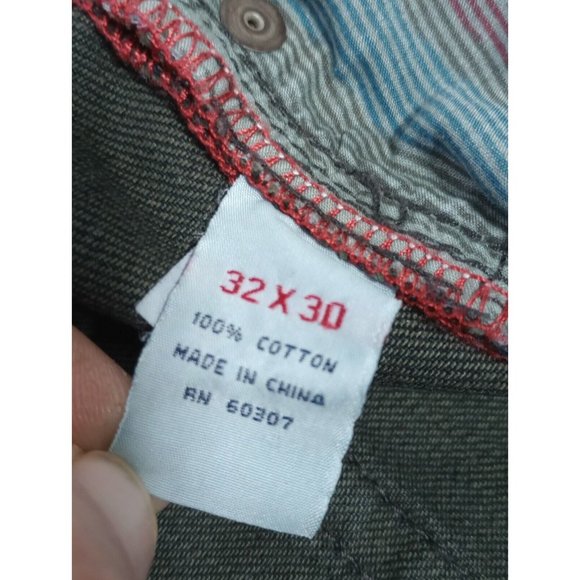 32 X 30
100% COTTON
MADE IN CHINA
RN 60307